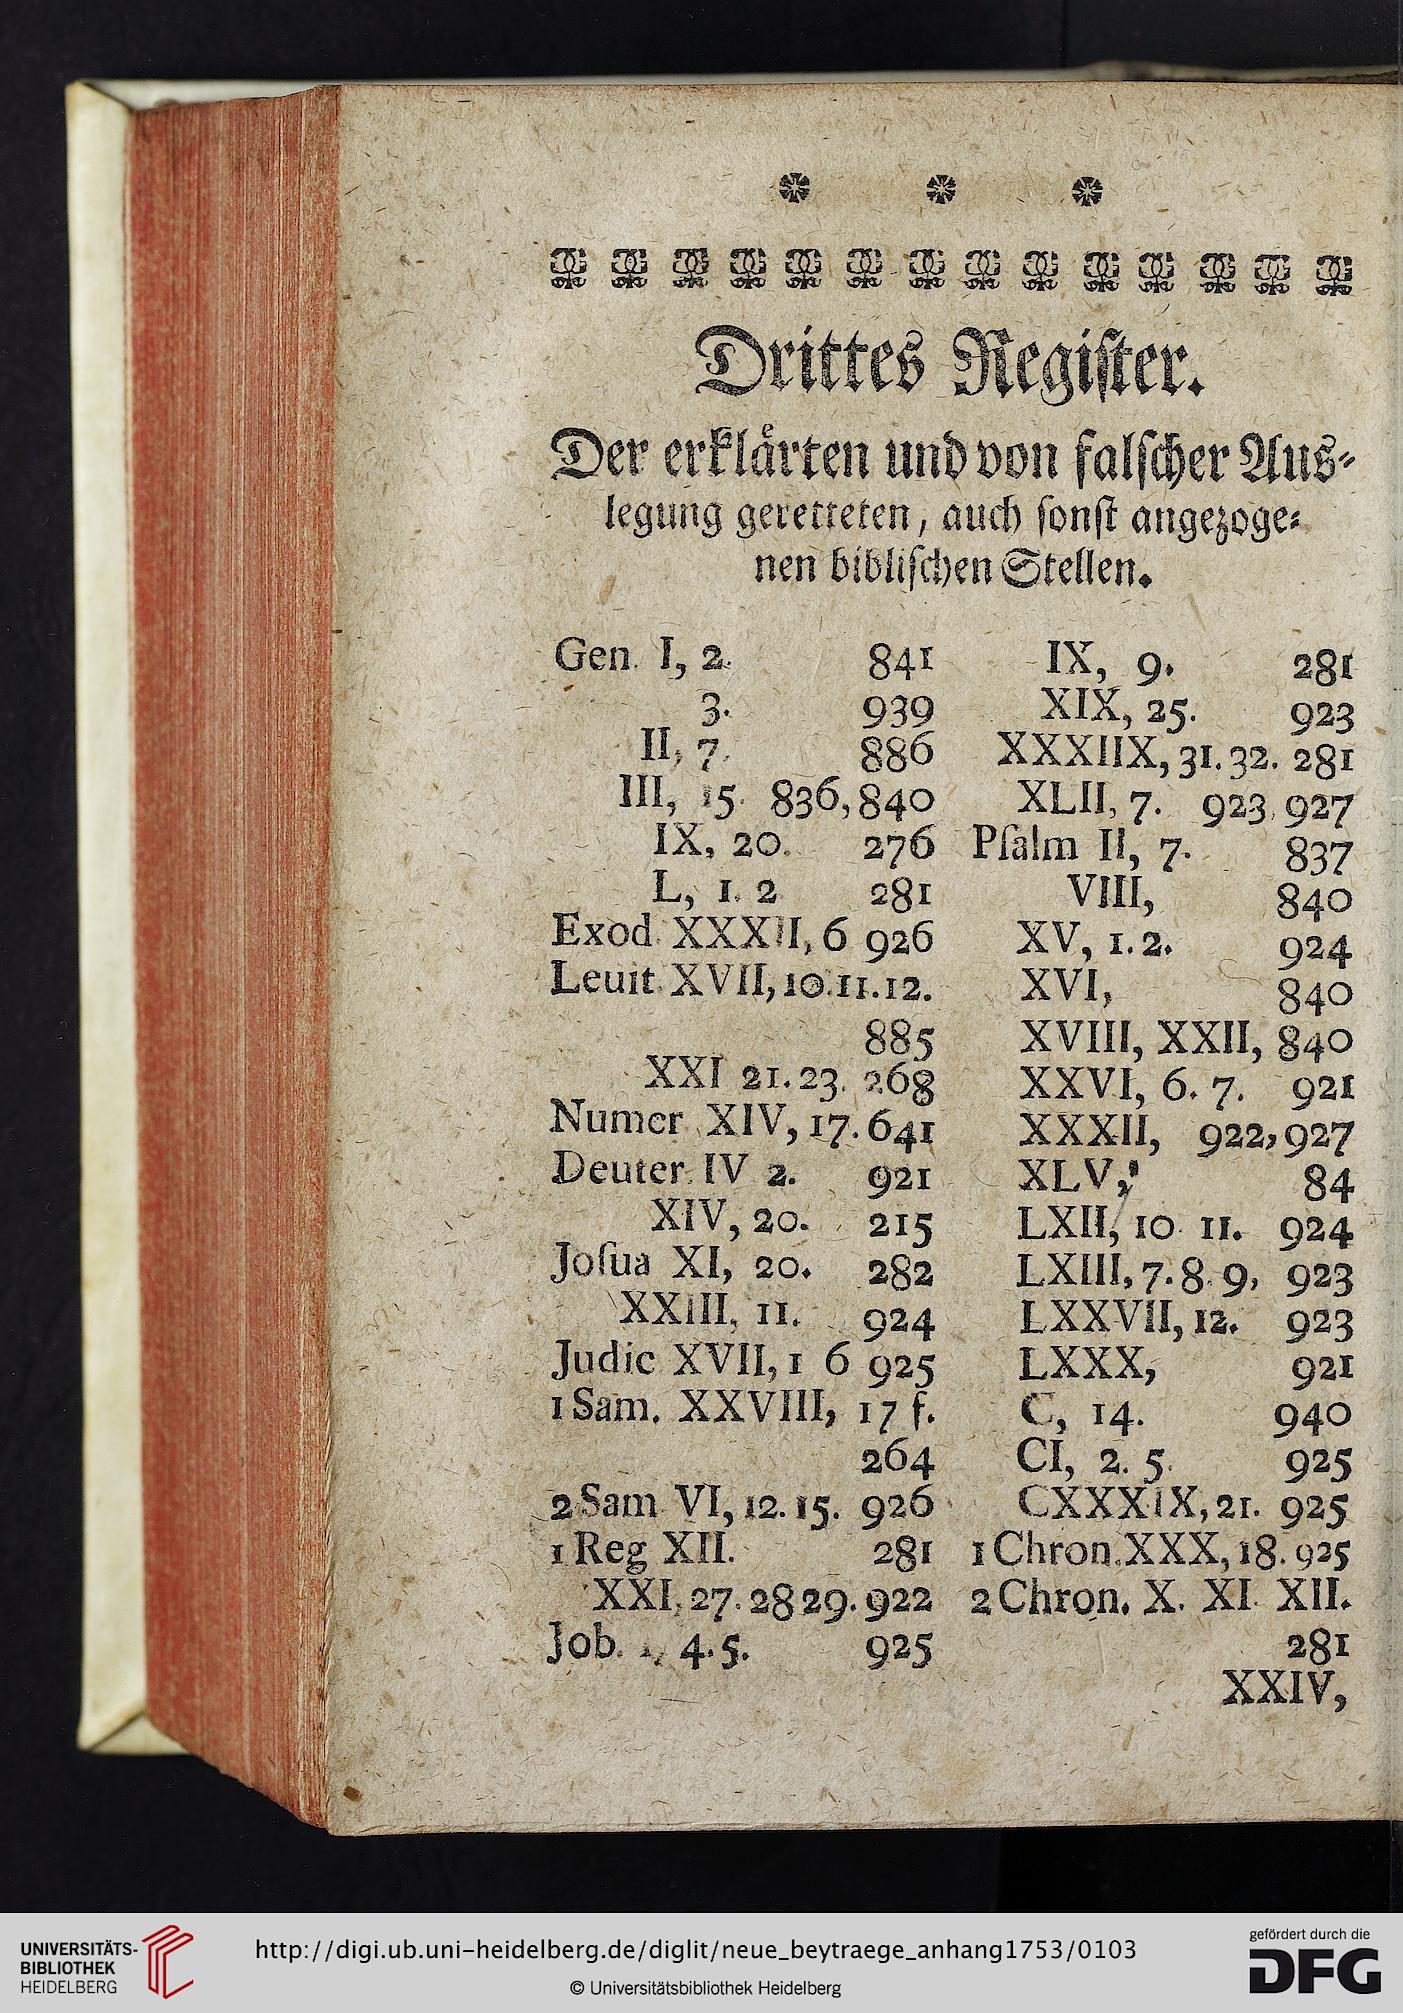 Drittes Regiſter.
Der erklärten und von falſcher Aus-
legung geretteten, auch ſonſt angezoge-
nen bibliſchen Stellen.
Gen. I, 2. 841
3. 939
II, 7. 886
III, 15. 836, 840
IX, 20. 276
L, 1. 2 281
Exod. XXXII, 6 926
Leuit. XVII, 10. 11. 12.
885
XXI 21. 23. 268
Numer XIV, 17. 641
Deuter. IV 2. 921
XIV, 20. 215
Joſua XI, 20. 282
XXIII, 11. 924
Judic XVII, 1 6 925
1 Sam. XXVIII, 17 f.
264
2 Sam VI, 12. 15. 926
1 Reg XII. 281
XXI, 27. 28 29. 922
Job. 4. 5. 925
IX, 9. 281
XIX, 25. 923
XXXIIX, 31. 32. 281
XLII, 7. 923, 927
Pſalm II, 7. 837
VIII, 840
XV, 1. 2. 924
XVI, 840
XVIII, XXII, 840
XXVI, 6. 7. 921
XXXII, 922, 927
XLV, 84
LXII, 10 11. 924
LXIII, 7. 8. 9, 923
LXXVII, 12. 923
LXXX, 921
C, 14. 940
CI, 2. 5. 925
CXXXIX, 21. 925
1 Chron. XXX, 18. 925
2 Chron. X. XI. XII.
281
XXIV,
UNIVERSITÄTS-
BIBLIOTHEK
HEIDELBERG
http://digi.ub.uni-heidelberg.de/diglit/neue_beytraege_anhang1753/0103
© Universitätsbibliothek Heidelberg
gefördert durch die
DFG